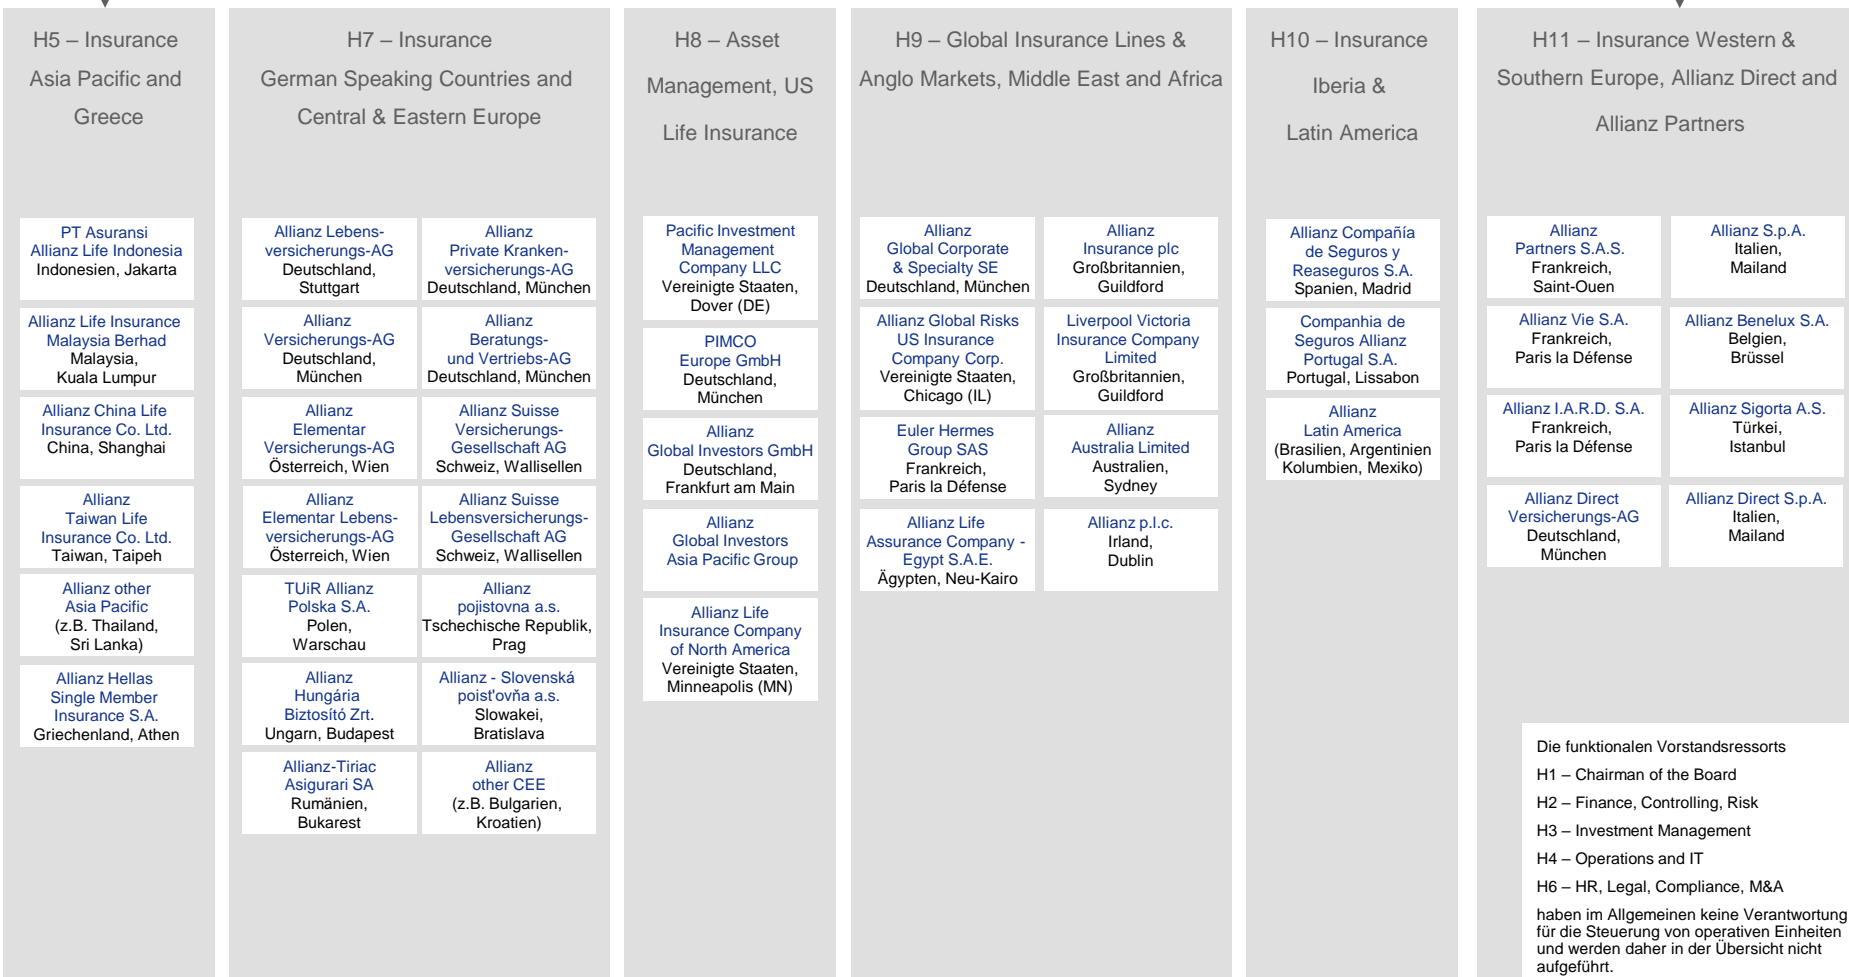 H5 – Insurance
Asia Pacific and
Greece
PT Asuransi
Allianz Life Indonesia
Indonesien, Jakarta
Allianz Life Insurance
Malaysia Berhad
Malaysia,
Kuala Lumpur
Allianz China Life
Insurance Co. Ltd.
China, Shanghai
Allianz
Taiwan Life
Insurance Co. Ltd.
Taiwan, Taipeh
Allianz other
Asia Pacific
(z.B. Thailand,
Sri Lanka)
Allianz Hellas
Single Member
Insurance S.A.
Griechenland, Athen
H7 – Insurance
German Speaking Countries and
Central & Eastern Europe
Allianz Lebens-
versicherungs-AG
Deutschland,
Stuttgart
Allianz
Private Kranken-
versicherungs-AG
Deutschland, München
Allianz
Versicherungs-AG
Deutschland,
München
Allianz
Beratungs-
und Vertriebs-AG
Deutschland, München
Allianz
Elementar
Versicherungs-AG
Österreich, Wien
Allianz Suisse
Versicherungs-
Gesellschaft AG
Schweiz, Wallisellen
Allianz
Elementar Lebens-
versicherungs-AG
Österreich, Wien
Allianz Suisse
Lebensversicherungs-
Gesellschaft AG
Schweiz, Wallisellen
TUiR Allianz
Polska S.A.
Polen,
Warschau
Allianz
pojistovna a.s.
Tschechische Republik,
Prag
Allianz
Hungária
Biztosító Zrt.
Ungarn, Budapest
Allianz - Slovenská
poist'ovňa a.s.
Slowakei,
Bratislava
Allianz-Tiriac
Asigurari SA
Rumänien,
Bukarest
Allianz
other CEE
(z.B. Bulgarien,
Kroatien)
H8 – Asset
Management, US
Life Insurance
Pacific Investment
Management
Company LLC
Vereinigte Staaten,
Dover (DE)
PIMCO
Europe GmbH
Deutschland,
München
Allianz
Global Investors GmbH
Deutschland,
Frankfurt am Main
Allianz
Global Investors
Asia Pacific Group
Allianz Life
Insurance Company
of North America
Vereinigte Staaten,
Minneapolis (MN)
H9 – Global Insurance Lines &
Anglo Markets, Middle East and Africa
Allianz
Global Corporate
& Specialty SE
Deutschland, München
Allianz
Insurance plc
Großbritannien,
Guildford
Allianz Global Risks
US Insurance
Company Corp.
Vereinigte Staaten,
Chicago (IL)
Liverpool Victoria
Insurance Company
Limited
Großbritannien,
Guildford
Euler Hermes
Group SAS
Frankreich,
Paris la Défense
Allianz
Australia Limited
Australien,
Sydney
Allianz Life
Assurance Company -
Egypt S.A.E.
Ägypten, Neu-Kairo
Allianz p.l.c.
Irland,
Dublin
H10 – Insurance
Iberia &
Latin America
Allianz Compañía
de Seguros y
Reaseguros S.A.
Spanien, Madrid
Companhia de
Seguros Allianz
Portugal S.A.
Portugal, Lissabon
Allianz
Latin America
(Brasilien, Argentinien
Kolumbien, Mexiko)
H11 – Insurance Western &
Southern Europe, Allianz Direct and
Allianz Partners
Allianz
Partners S.A.S.
Frankreich,
Saint-Ouen
Allianz S.p.A.
Italien,
Mailand
Allianz Vie S.A.
Frankreich,
Paris la Défense
Allianz Benelux S.A.
Belgien,
Brüssel
Allianz I.A.R.D. S.A.
Frankreich,
Paris la Défense
Allianz Sigorta A.S.
Türkei,
Istanbul
Allianz Direct
Versicherungs-AG
Deutschland,
München
Allianz Direct S.p.A.
Italien,
Mailand
Die funktionalen Vorstandsressorts
H1 – Chairman of the Board
H2 – Finance, Controlling, Risk
H3 – Investment Management
H4 – Operations and IT
H6 – HR, Legal, Compliance, M&A
haben im Allgemeinen keine Verantwortung
für die Steuerung von operativen Einheiten
und werden daher in der Übersicht nicht
aufgeführt.